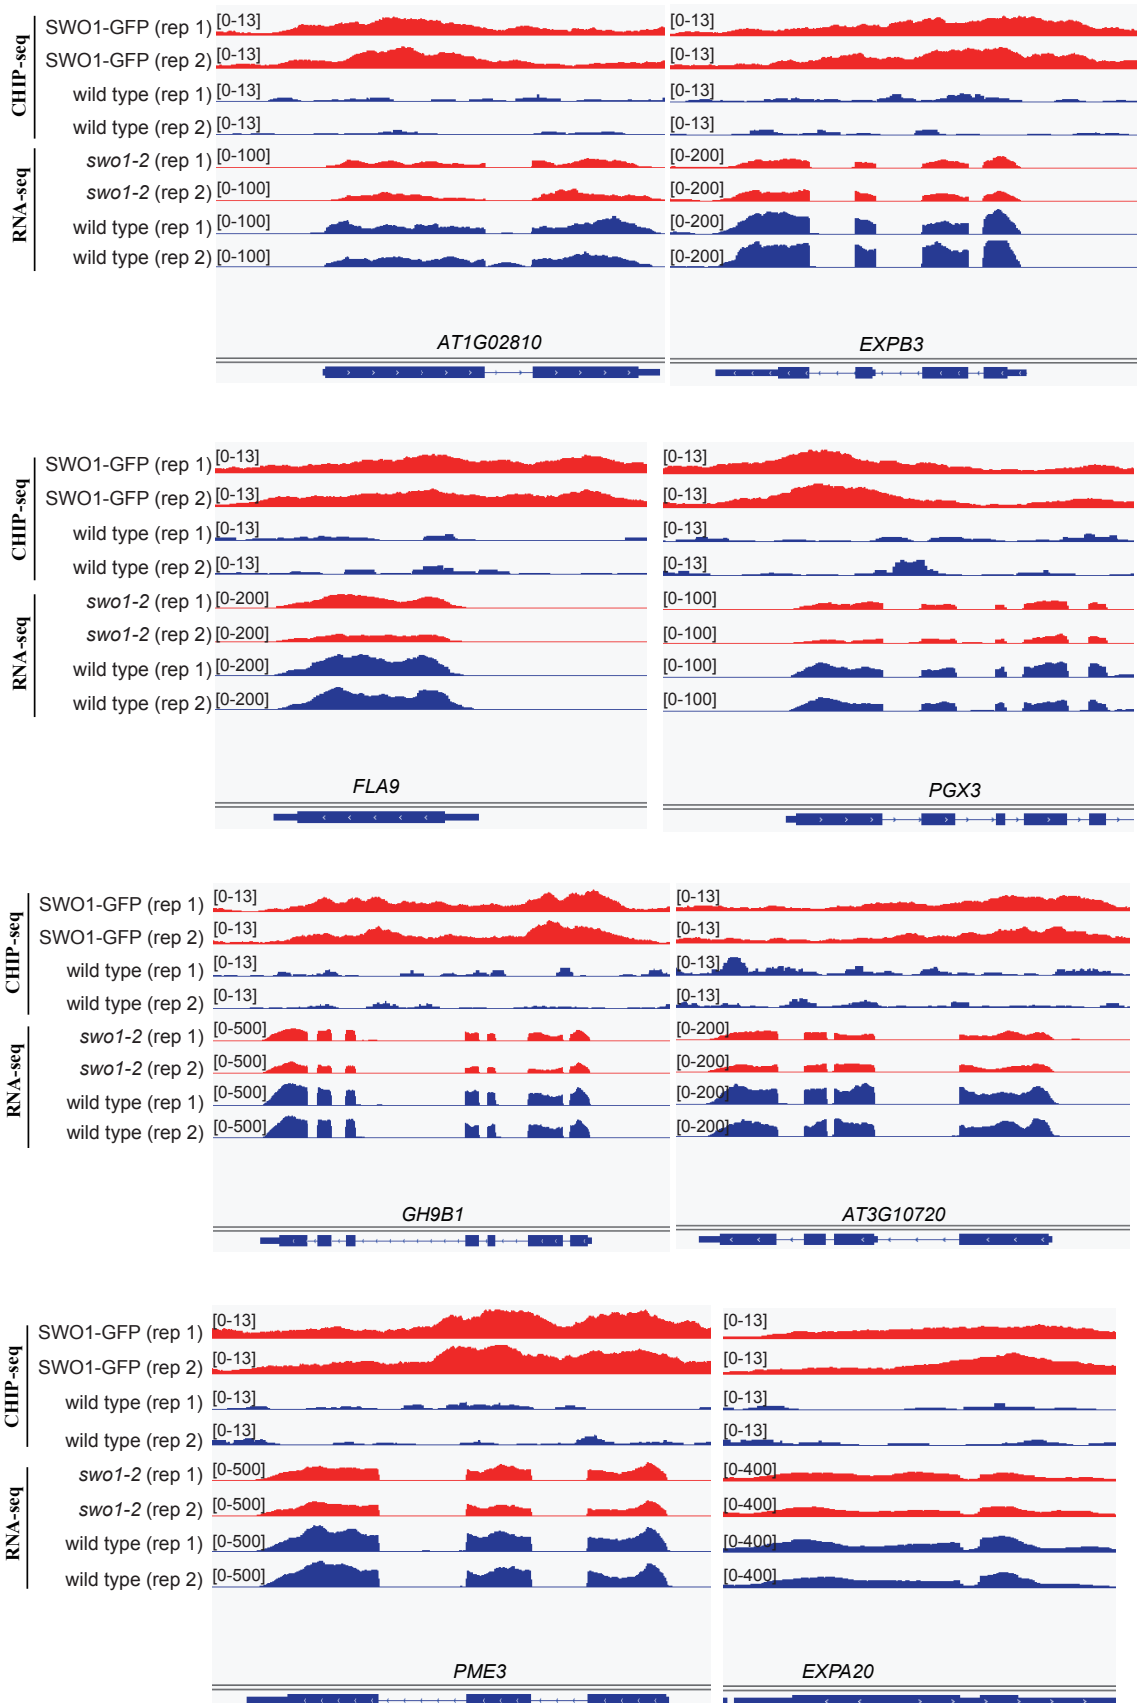 CHIP-seq
SWO1-GFP (rep 1) [0-13] [0-13]
SWO1-GFP (rep 2) [0-13] [0-13]
wild type (rep 1) [0-13] [0-13]
wild type (rep 2) [0-13] [0-13]
RNA-seq
swo1-2 (rep 1) [0-100] [0-200]
swo1-2 (rep 2) [0-100] [0-200]
wild type (rep 1) [0-100] [0-200]
wild type (rep 2) [0-100] [0-200]
AT1G02810 EXPB3
CHIP-seq
SWO1-GFP (rep 1) [0-13] [0-13]
SWO1-GFP (rep 2) [0-13] [0-13]
wild type (rep 1) [0-13] [0-13]
wild type (rep 2) [0-13] [0-13]
RNA-seq
swo1-2 (rep 1) [0-200] [0-100]
swo1-2 (rep 2) [0-200] [0-100]
wild type (rep 1) [0-200] [0-100]
wild type (rep 2) [0-200] [0-100]
FLA9 PGX3
CHIP-seq
SWO1-GFP (rep 1) [0-13] [0-13]
SWO1-GFP (rep 2) [0-13] [0-13]
wild type (rep 1) [0-13] [0-13]
wild type (rep 2) [0-13] [0-13]
RNA-seq
swo1-2 (rep 1) [0-500] [0-200]
swo1-2 (rep 2) [0-500] [0-200]
wild type (rep 1) [0-500] [0-200]
wild type (rep 2) [0-500] [0-200]
GH9B1 AT3G10720
CHIP-seq
SWO1-GFP (rep 1) [0-13] [0-13]
SWO1-GFP (rep 2) [0-13] [0-13]
wild type (rep 1) [0-13] [0-13]
wild type (rep 2) [0-13] [0-13]
RNA-seq
swo1-2 (rep 1) [0-500] [0-400]
swo1-2 (rep 2) [0-500] [0-400]
wild type (rep 1) [0-500] [0-400]
wild type (rep 2) [0-500] [0-400]
PME3 EXPA20